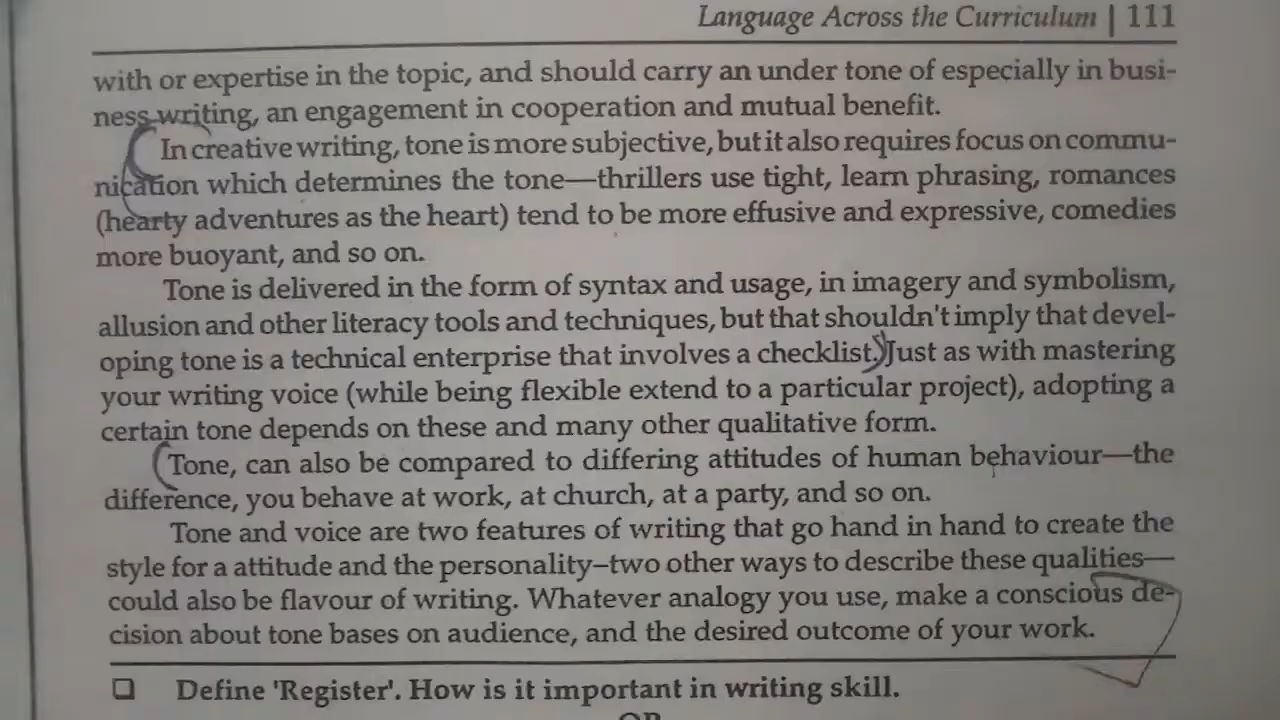 Language Across the Curriculum | 111
with or expertise in the topic, and should carry an under tone of especially in busi-
ness writing, an engagement in cooperation and mutual benefit.
In creative writing, tone is more subjective, but it also requires focus on commu-
nication which determines the tone—thrillers use tight, learn phrasing, romances
(hearty adventures as the heart) tend to be more effusive and expressive, comedies
more buoyant, and so on.
Tone is delivered in the form of syntax and usage, in imagery and symbolism,
allusion and other literacy tools and techniques, but that shouldn't imply that devel-
oping tone is a technical enterprise that involves a checklist. Just as with mastering
your writing voice (while being flexible extend to a particular project), adopting a
certain tone depends on these and many other qualitative form.
Tone, can also be compared to differing attitudes of human behaviour—the
difference, you behave at work, at church, at a party, and so on.
Tone and voice are two features of writing that go hand in hand to create the
style for a attitude and the personality–two other ways to describe these qualities—
could also be flavour of writing. Whatever analogy you use, make a conscious de-
cision about tone bases on audience, and the desired outcome of your work.
❑ Define 'Register'. How is it important in writing skill.
OR